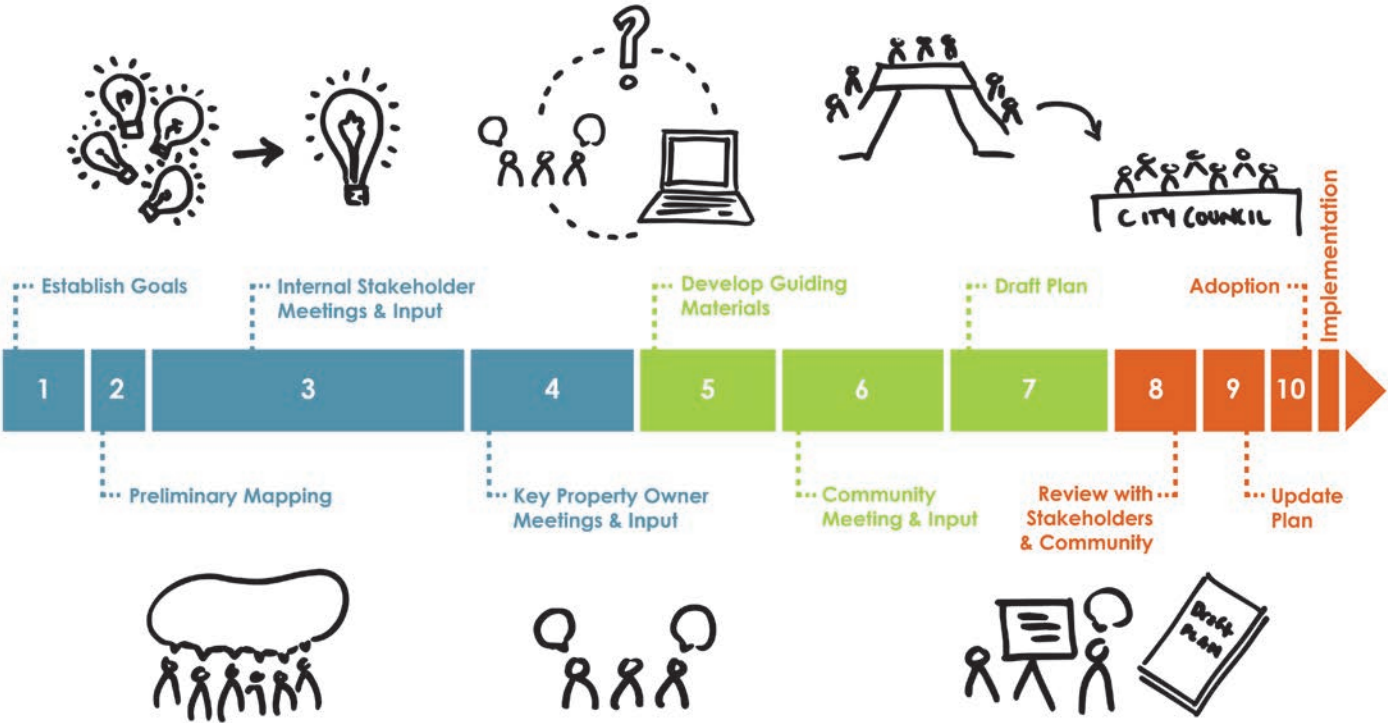 ?
CITY COUNCIL
Implementation
Establish Goals
Internal Stakeholder
Meetings & Input
Develop Guiding
Materials
Draft Plan
Adoption
1
2
3
4
5
6
7
8
9
10
Preliminary Mapping
Key Property Owner
Meetings & Input
Community
Meeting & Input
Review with
Stakeholders
& Community
Update
Plan
Draft
PLAN